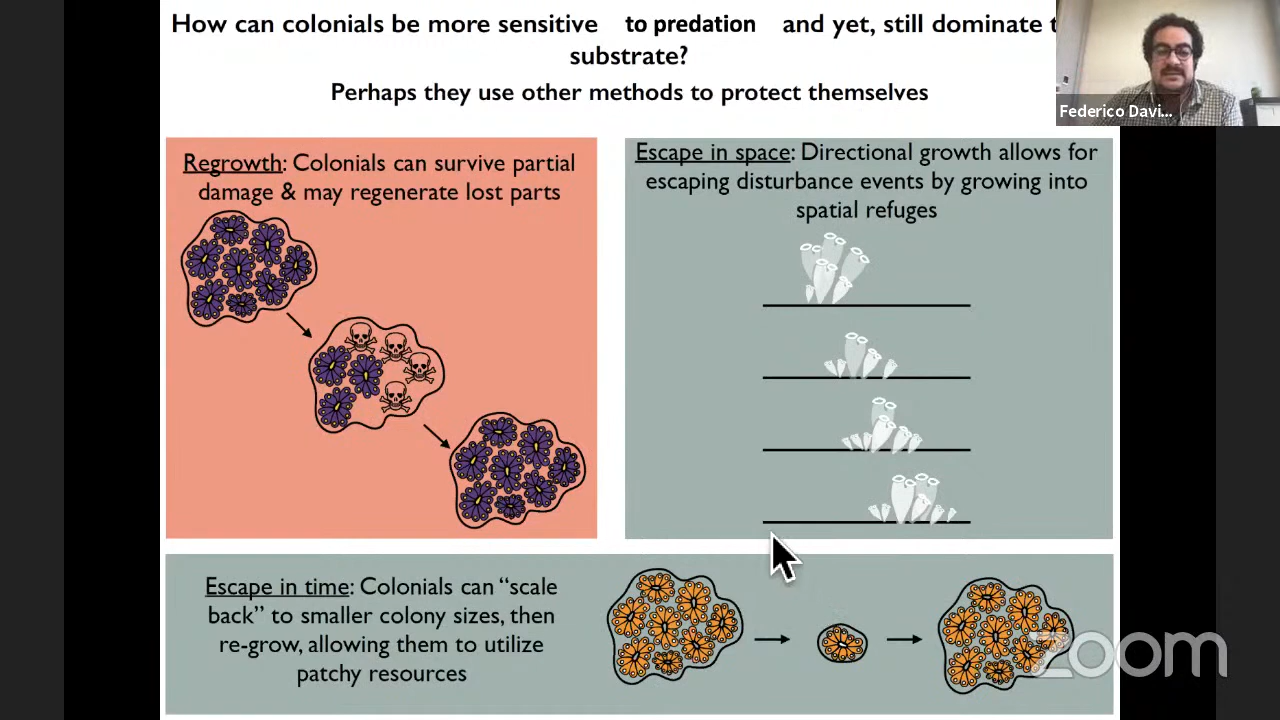 How can colonials be more sensitive to predation and yet, still dominate
substrate?
Perhaps they use other methods to protect themselves
Federico Davi...
Regrowth: Colonials can survive partial
damage & may regenerate lost parts
Escape in space: Directional growth allows for
escaping disturbance events by growing into
spatial refuges
Escape in time: Colonials can “scale
back” to smaller colony sizes, then
re-grow, allowing them to utilize
patchy resources
zoom